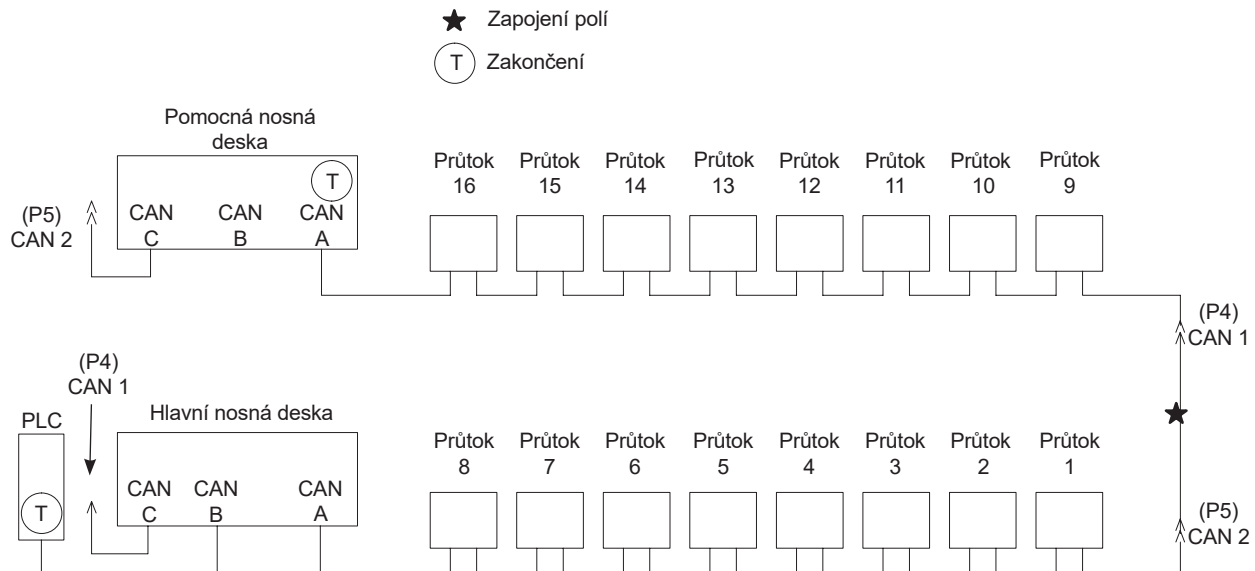 Zapojení polí
T Zakončení
Pomocná nosná
deska
T
CAN CAN CAN
C B A
(P5)
CAN 2
Průtok Průtok Průtok Průtok Průtok Průtok Průtok Průtok
16 15 14 13 12 11 10 9
(P4)
CAN 1
(P4)
CAN 1
PLC
T
Hlavní nosná deska
CAN CAN CAN
C B A
Průtok Průtok Průtok Průtok Průtok Průtok Průtok Průtok
8 7 6 5 4 3 2 1
(P5)
CAN 2